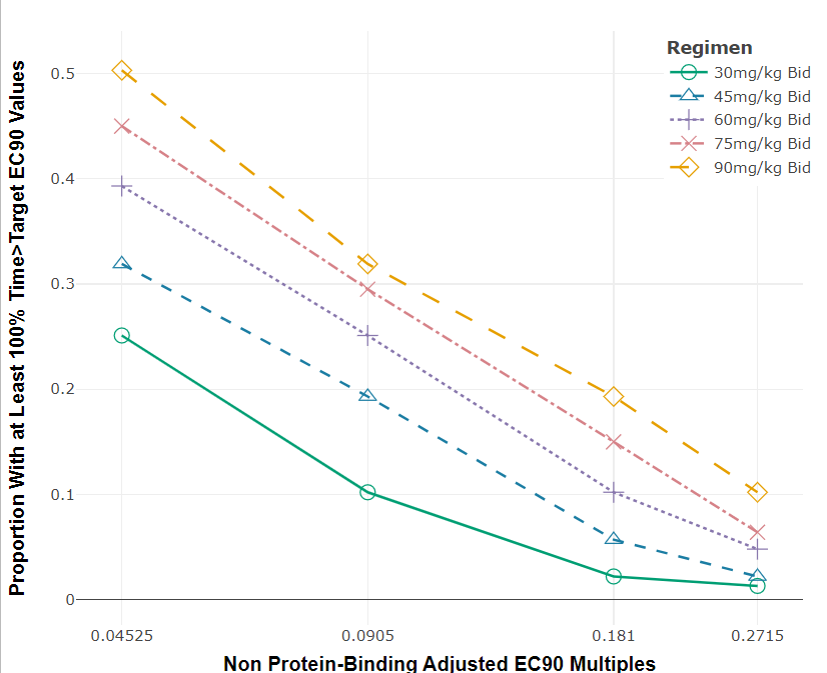 Proportion With at Least 100% Time>Target EC90 Values
0.5
0.4
0.3
0.2
0.1
0
0.04525 0.0905 0.181 0.2715
Non Protein-Binding Adjusted EC90 Multiples
Regimen
30mg/kg Bid
45mg/kg Bid
60mg/kg Bid
75mg/kg Bid
90mg/kg Bid